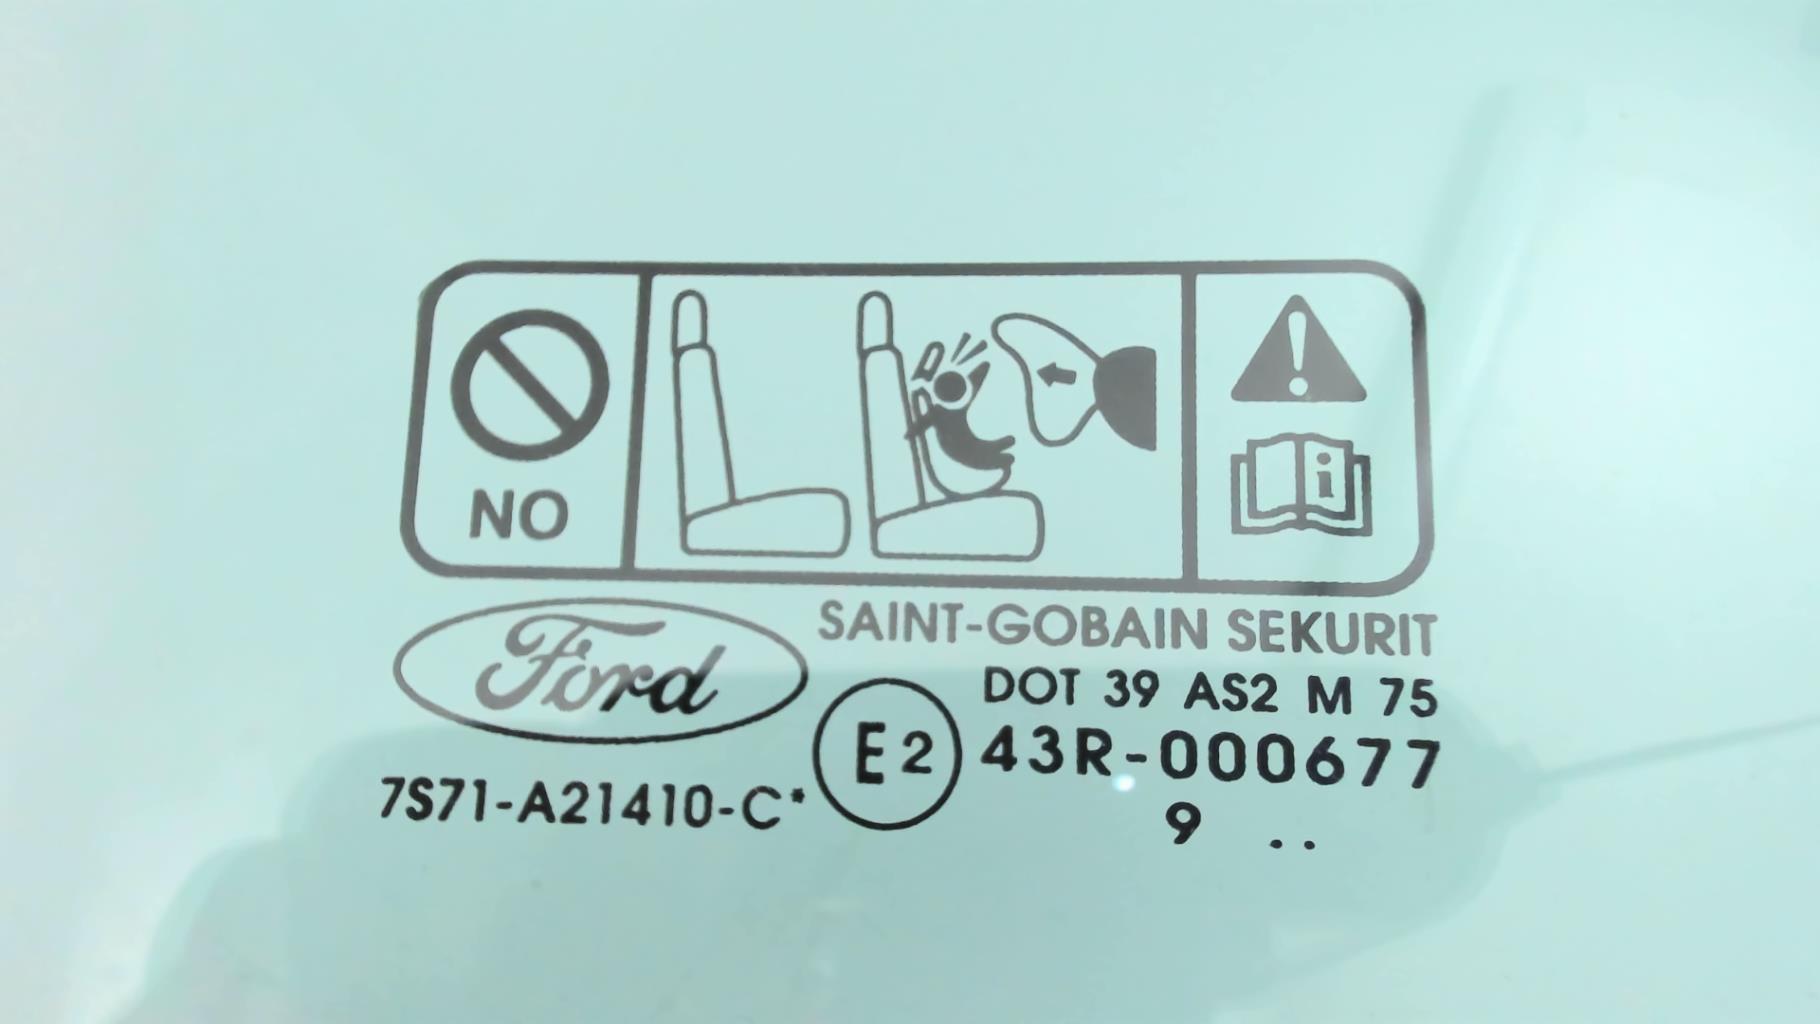 NO
i
Ford
SAINT-GOBAIN SEKURIT
DOT 39 AS2 M 75
E2 43R-000677
7S71-A21410-C*
9 ..